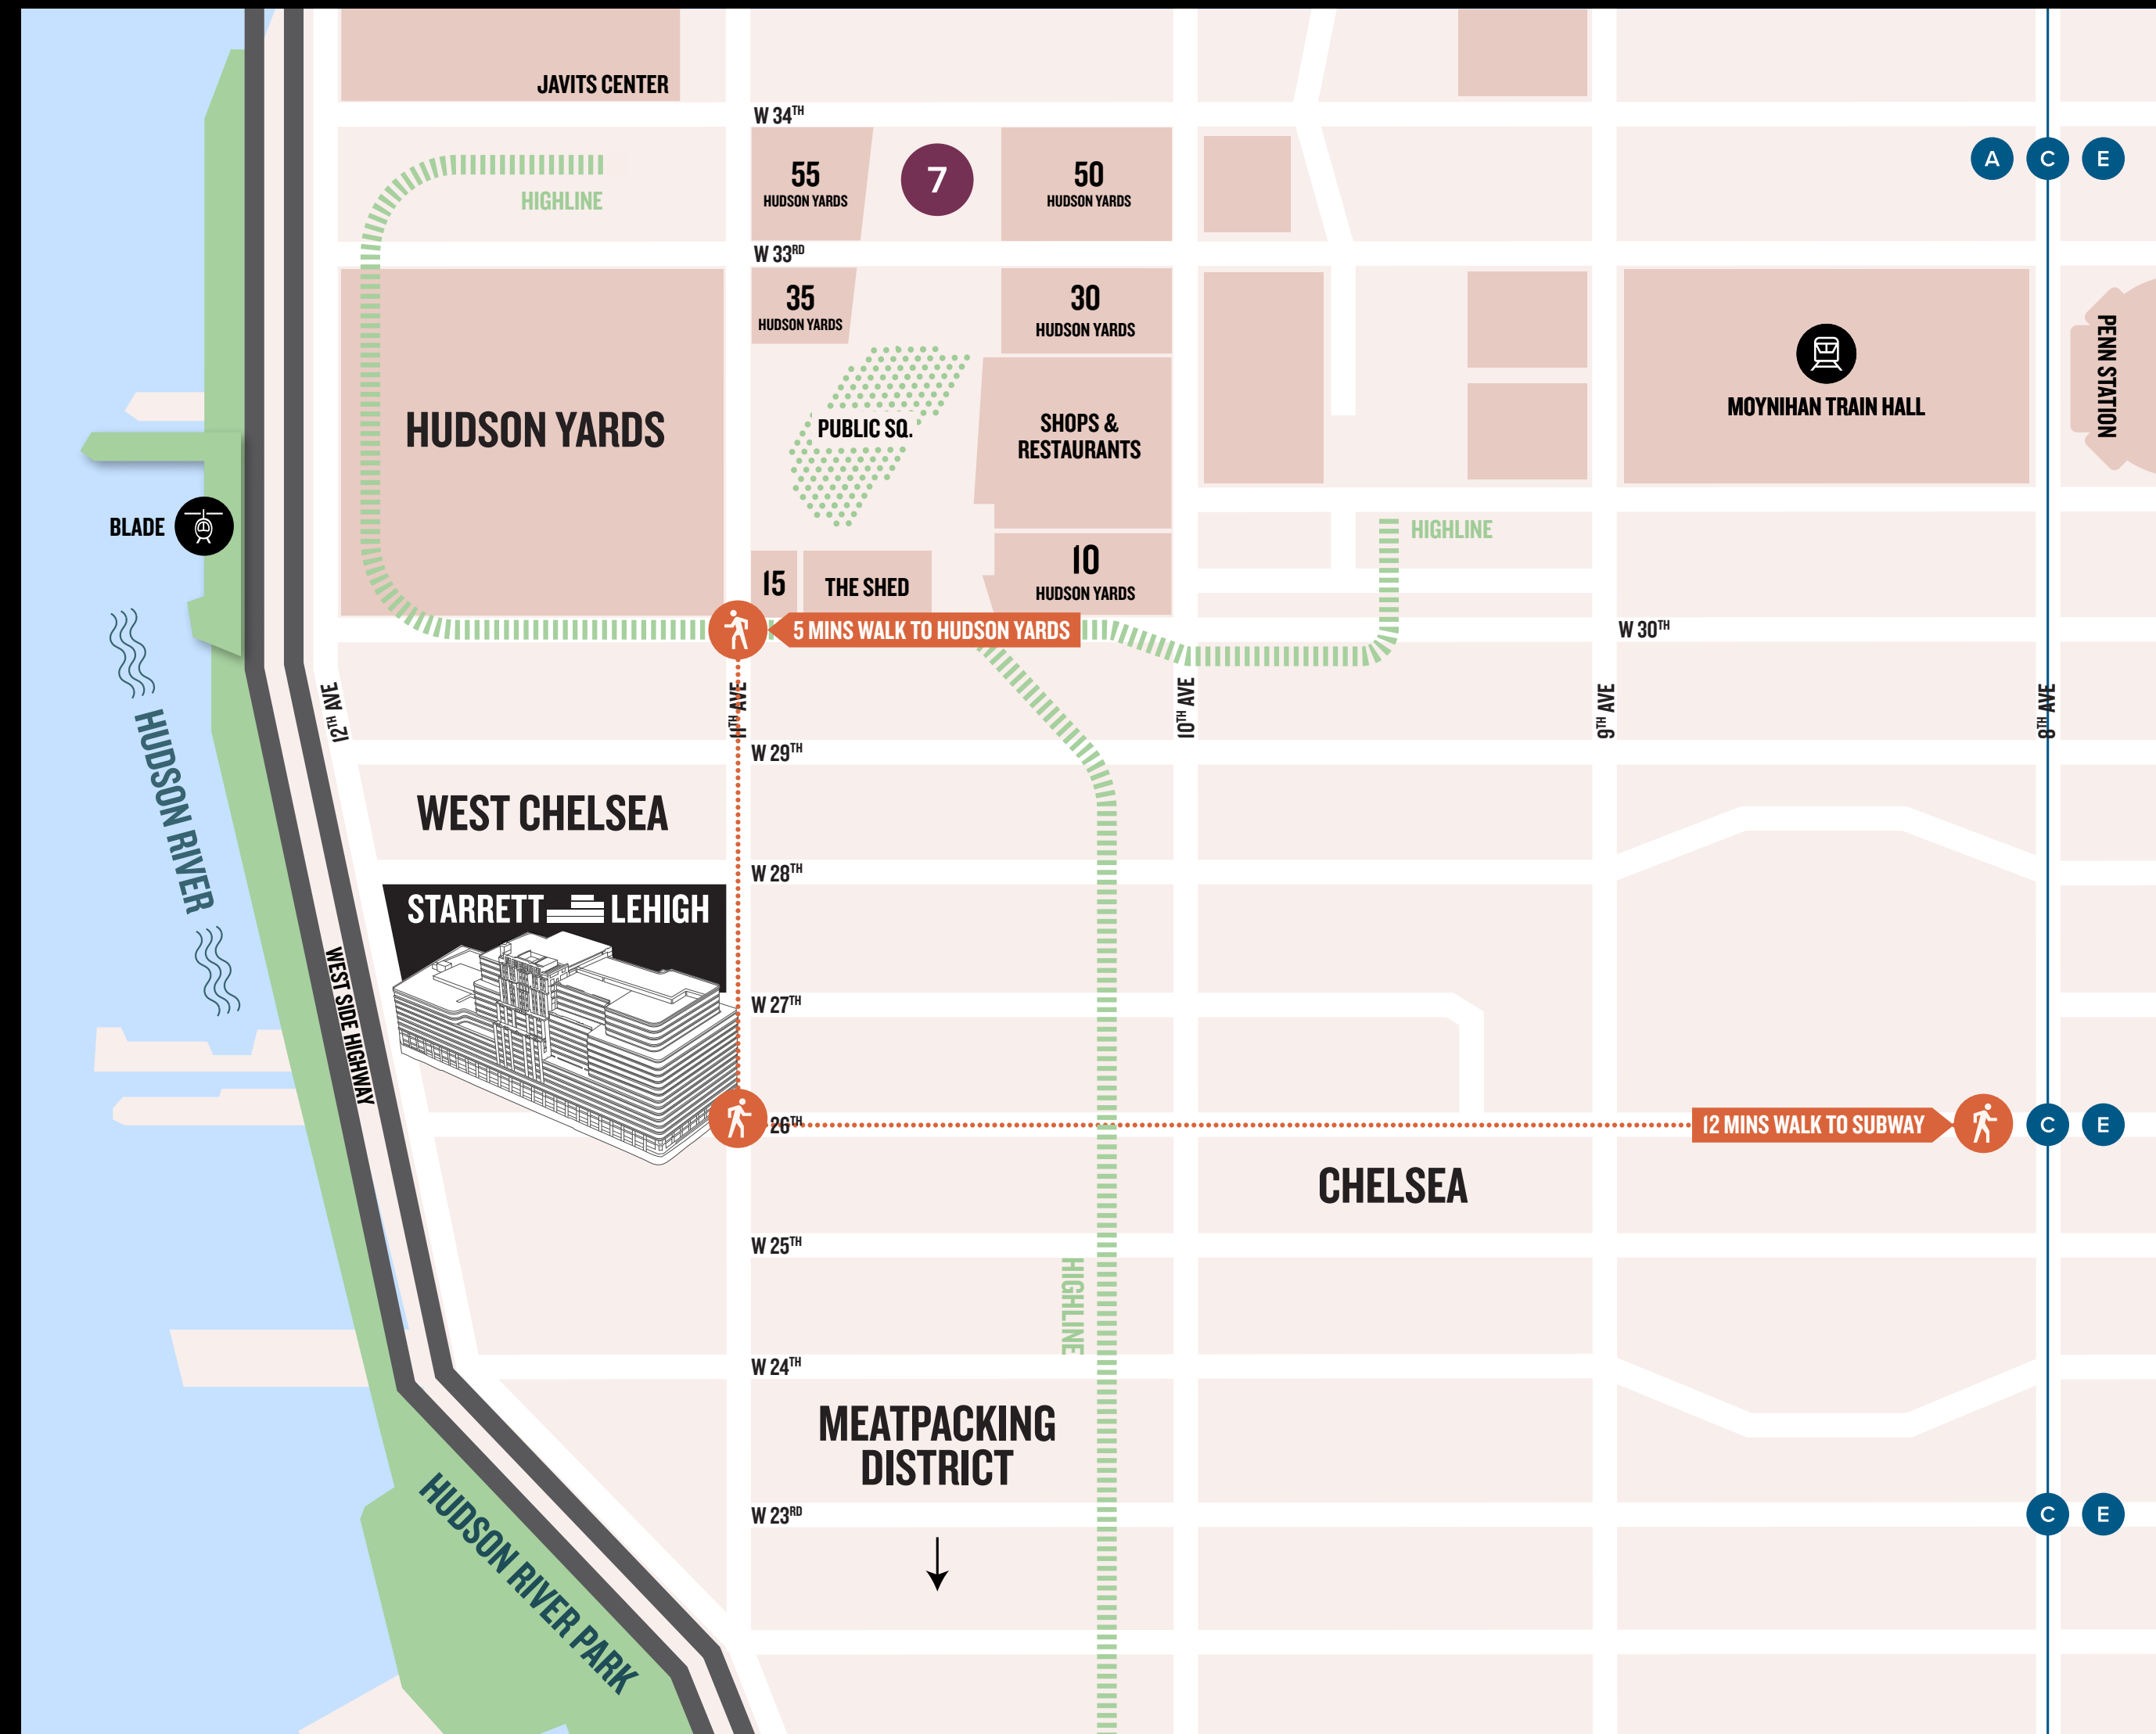 JAVITS CENTER
W 34TH
55
HUDSON YARDS
7
50
HUDSON YARDS
A C E
HIGHLINE
W 33RD
35
HUDSON YARDS
30
HUDSON YARDS
HUDSON YARDS
PUBLIC SQ.
SHOPS &
RESTAURANTS
MOYNIHAN TRAIN HALL
PENN STATION
BLADE
HIGHLINE
15
THE SHED
10
HUDSON YARDS
5 MINS WALK TO HUDSON YARDS
W 30TH
12TH AVE
11TH AVE
10TH AVE
9TH AVE
8TH AVE
HUDSON RIVER
W 29TH
WEST CHELSEA
W 28TH
STARRETT LEHIGH
WEST SIDE HIGHWAY
W 27TH
26TH
12 MINS WALK TO SUBWAY
C E
CHELSEA
W 25TH
HIGHLINE
W 24TH
MEATPACKING
DISTRICT
W 23RD
C E
HUDSON RIVER PARK